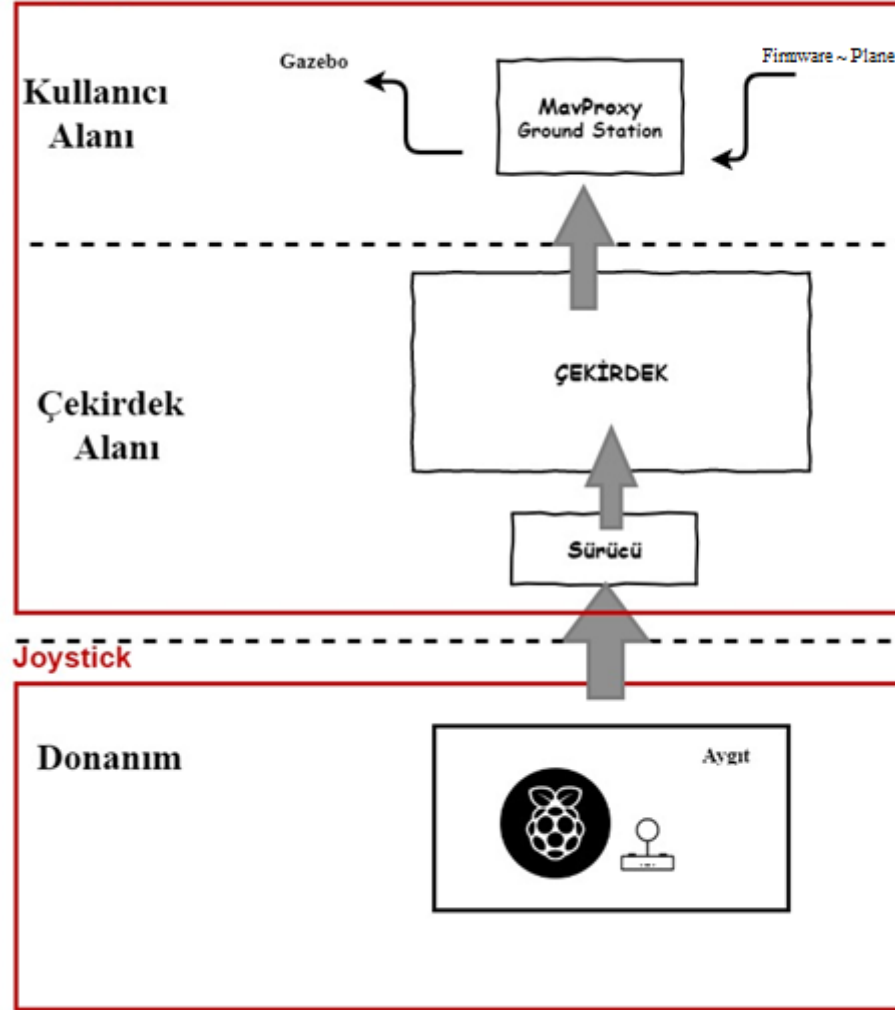 Gazebo
Firmware ~ Plane
Kullanıcı
Alanı
MavProxy
Ground Station
ÇEKİRDEK
Çekirdek
Alanı
Sürücü
Joystick
Donanım
Aygıt